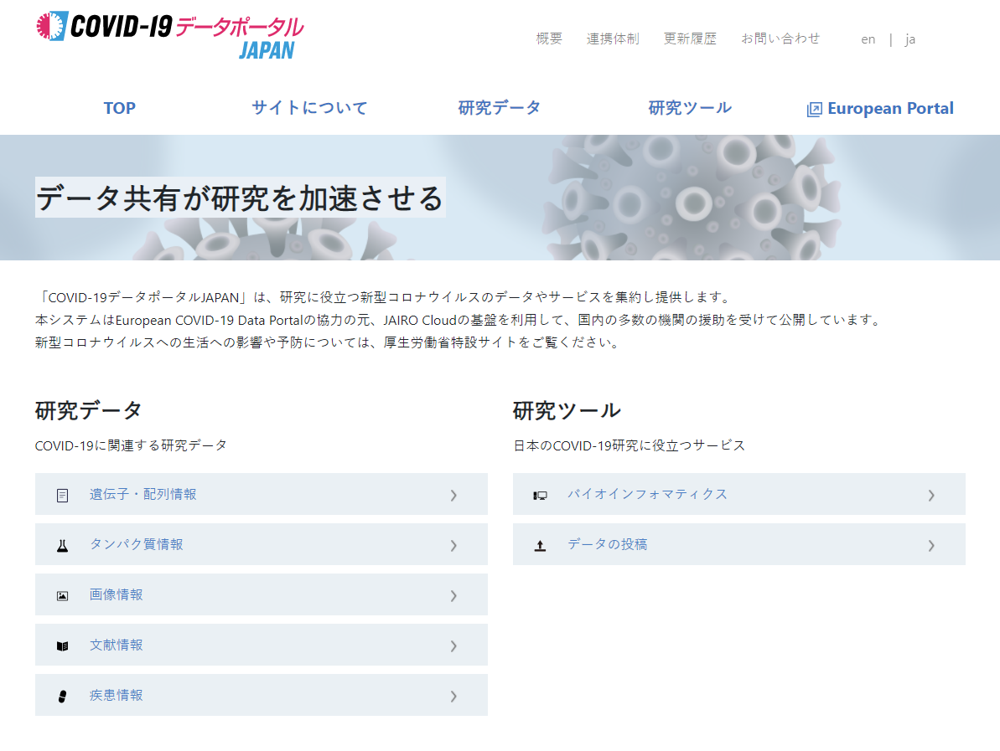 COVID-19 データポータル
JAPAN
概要 連携体制 更新履歴 お問い合わせ en | ja
TOP サイトについて 研究データ 研究ツール European Portal
データ共有が研究を加速させる
「COVID-19データポータルJAPAN」は、研究に役立つ新型コロナウイルスのデータやサービスを集約し提供します。
本システムはEuropean COVID-19 Data Portalの協力の元、JAIRO Cloudの基盤を利用して、国内の多数の機関の援助を受けて公開しています。
新型コロナウイルスへの生活への影響や予防については、厚生労働省特設サイトをご覧ください。
研究データ
COVID-19に関連する研究データ
遺伝子・配列情報
タンパク質情報
画像情報
文献情報
疾患情報
研究ツール
日本のCOVID-19研究に役立つサービス
バイオインフォマティクス
データの投稿